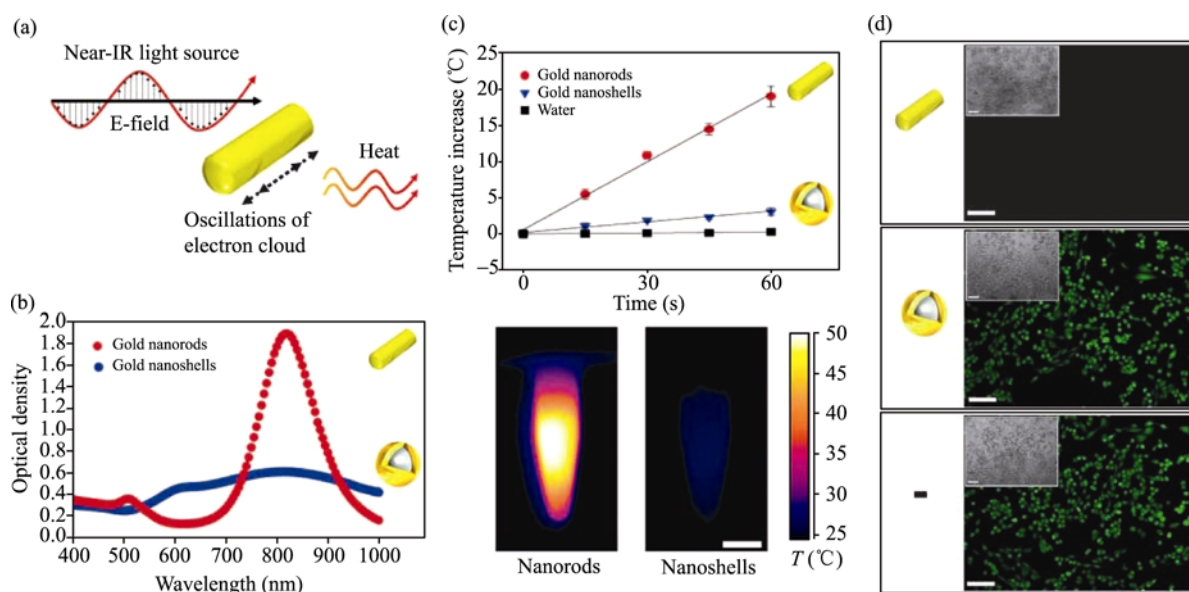 (a)
Near-IR light source
E-field
Heat
Oscillations of
electron cloud
(b)
2.0
1.8
1.6
1.4
1.2
1.0
0.8
0.6
0.4
0.2
0.0
Optical density
Gold nanorods
Gold nanoshells
400
500
600
700
800
900
1000
Wavelength (nm)
(c)
Temperature increase (℃)
25
20
15
10
5
0
−5
Gold nanorods
Gold nanoshells
Water
0
30
60
Time (s)
50
45
40
35
30
25
T (℃)
Nanorods
Nanoshells
(d)